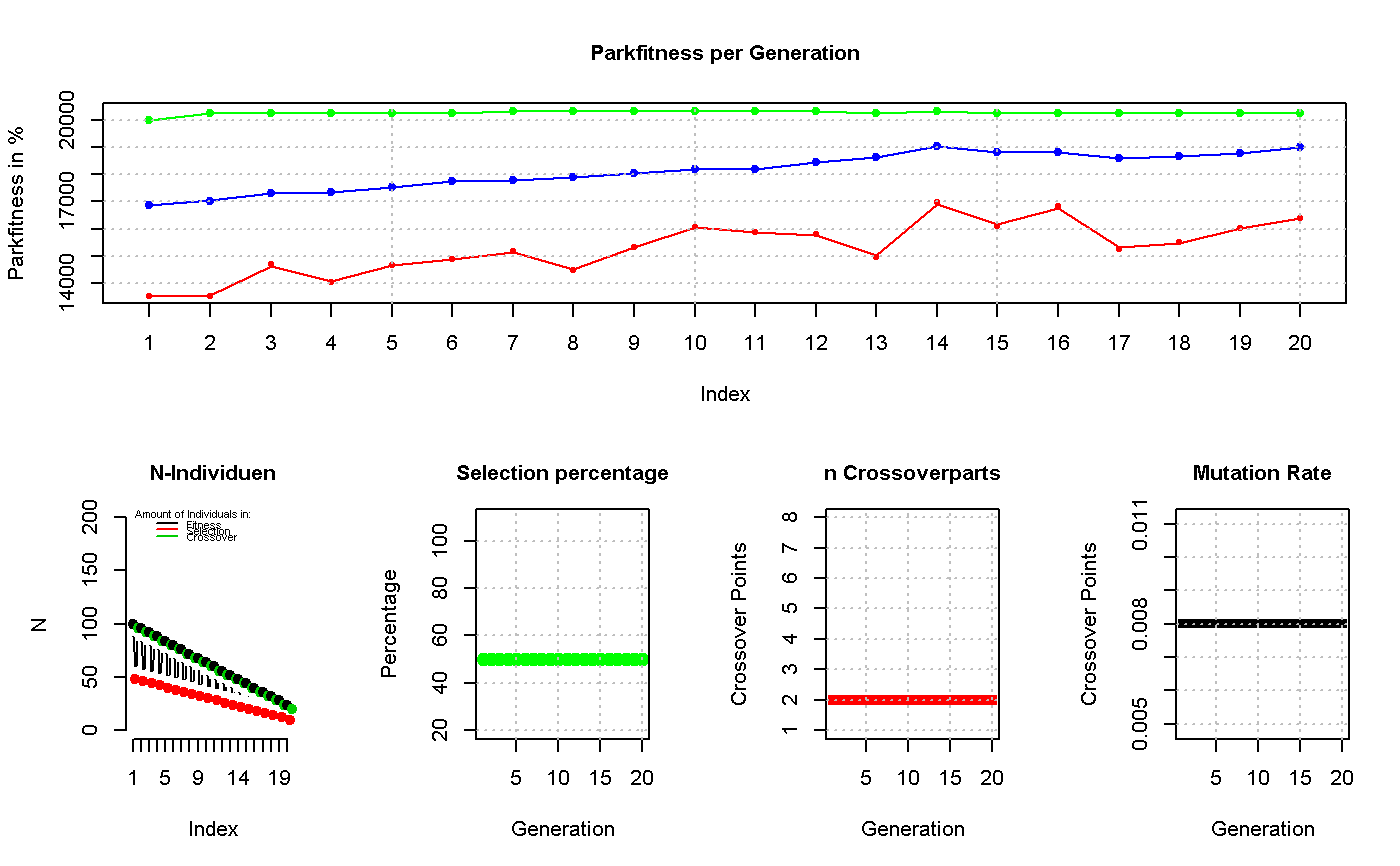 Parkfitness per Generation
Parkfitness in %
20000
17000
14000
1 2 3 4 5 6 7 8 9 10 11 12 13 14 15 16 17 18 19 20
Index
N-Individuen
N
200
150
100
50
0
Amount of Individuals in:
Fitness
Selection
Crossover
1 5 9 14 19
Index
Selection percentage
Percentage
100
80
60
40
20
5 10 15 20
Generation
n Crossoverparts
Crossover Points
8
7
6
5
4
3
2
1
5 10 15 20
Generation
Mutation Rate
Crossover Points
0.011
0.008
0.005
5 10 15 20
Generation